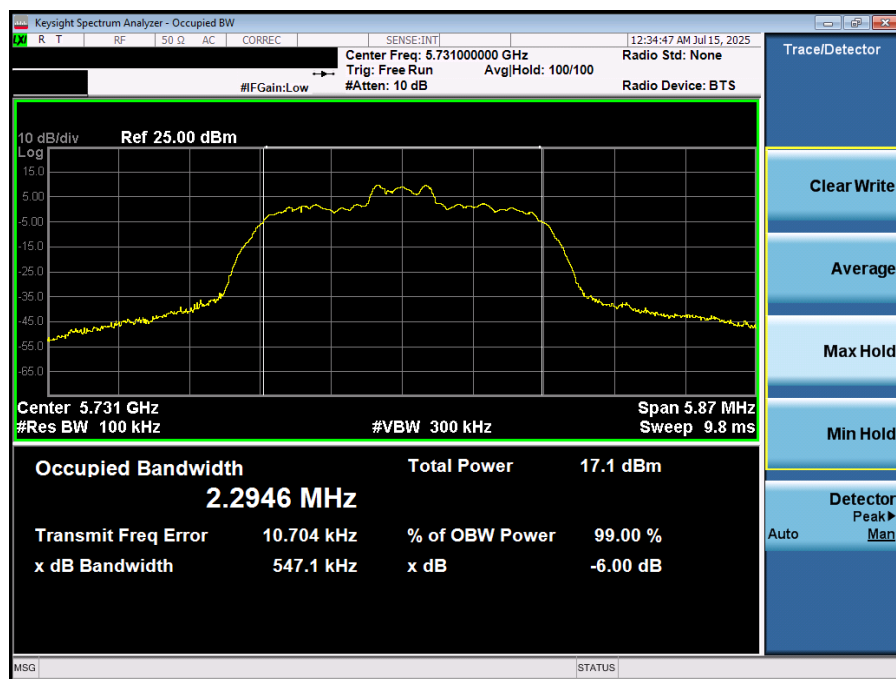 Keysight Spectrum Analyzer - Occupied BW
LXI R T RF 50 Ω AC CORREC SENSE:INT 12:34:47 AM Jul 15, 2025
Center Freq: 5.731000000 GHz Radio Std: None
Trig: Free Run Avg|Hold: 100/100
#IFGain:Low #Atten: 10 dB Radio Device: BTS
Trace/Detector
10 dB/div Ref 25.00 dBm
Log
15.0
5.00
-5.00
-15.0
-25.0
-35.0
-45.0
-55.0
-65.0
Center 5.731 GHz Span 5.87 MHz
#Res BW 100 kHz #VBW 300 kHz Sweep 9.8 ms
Occupied Bandwidth Total Power 17.1 dBm
2.2946 MHz
Transmit Freq Error 10.704 kHz % of OBW Power 99.00 %
x dB Bandwidth 547.1 kHz x dB -6.00 dB
Clear Write
Average
Max Hold
Min Hold
Detector
Peak▶
Auto Man
MSG STATUS